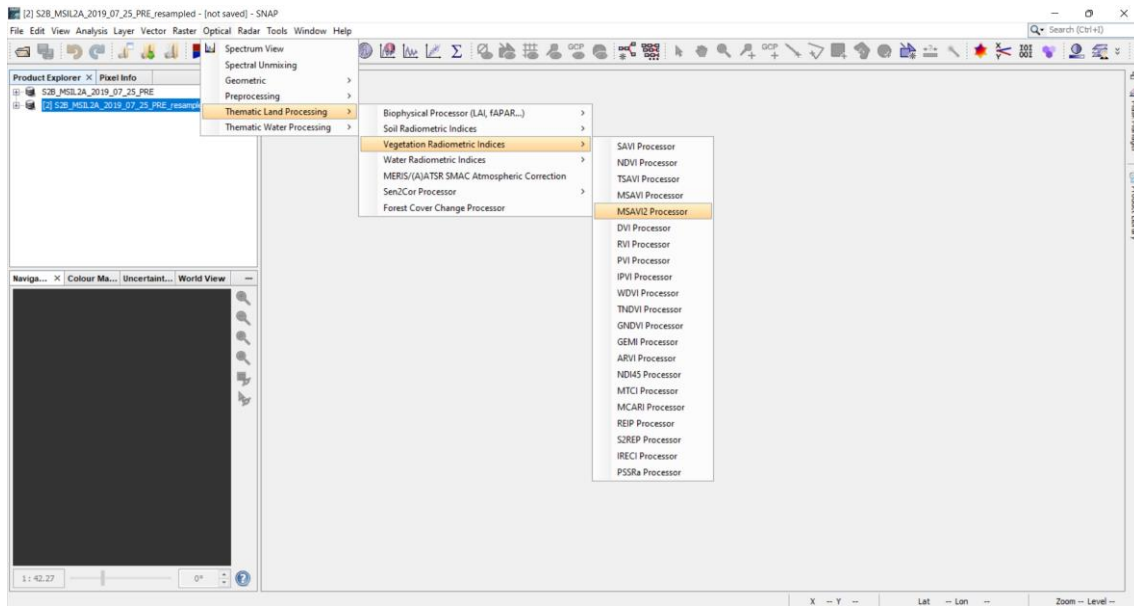 [2] S2B_MSIL2A_2019_07_25_PRE_resampled - [not saved] - SNAP
File Edit View Analysis Layer Vector Raster Optical Radar Tools Window Help
Search (Ctrl+I)
GCP
GCP
Product Explorer Pixel Info
S2B_MSIL2A_2019_07_25_PRE
[2] S2B_MSIL2A_2019_07_25_PRE_resample
Spectrum View
Spectral Unmixing
Geometric
Preprocessing
Thematic Land Processing
Thematic Water Processing
Biophysical Processor (LAI, fAPAR...)
Soil Radiometric Indices
Vegetation Radiometric Indices
Water Radiometric Indices
MERIS/(A)ATSR SMAC Atmospheric Correction
Sen2Cor Processor
Forest Cover Change Processor
SAVI Processor
NDVI Processor
TSAVI Processor
MSAVI Processor
MSAVI2 Processor
DVI Processor
RVI Processor
PVI Processor
IPVI Processor
WDVI Processor
TNDVI Processor
GNDVI Processor
GEMI Processor
ARVI Processor
NDI45 Processor
MTCI Processor
MCARI Processor
REIP Processor
S2REP Processor
IRECI Processor
PSSRa Processor
Naviga... Colour Ma... Uncertaint... World View
1 : 42.27
0°
X -- Y -- Lat -- Lon -- Zoom -- Level --